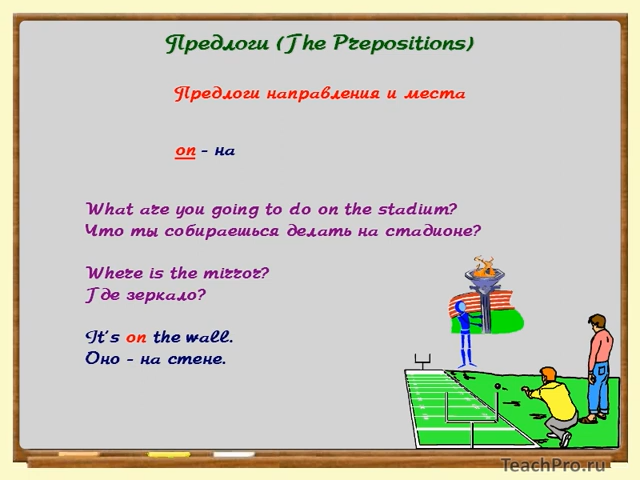 Предлоги (The Prepositions)
Предлоги направления и места
on - на
What are you going to do on the stadium?
Что ты собираешься делать на стадионе?
Where is the mirror?
Где зеркало?
It's on the wall.
Оно - на стене.
TeachPro.ru